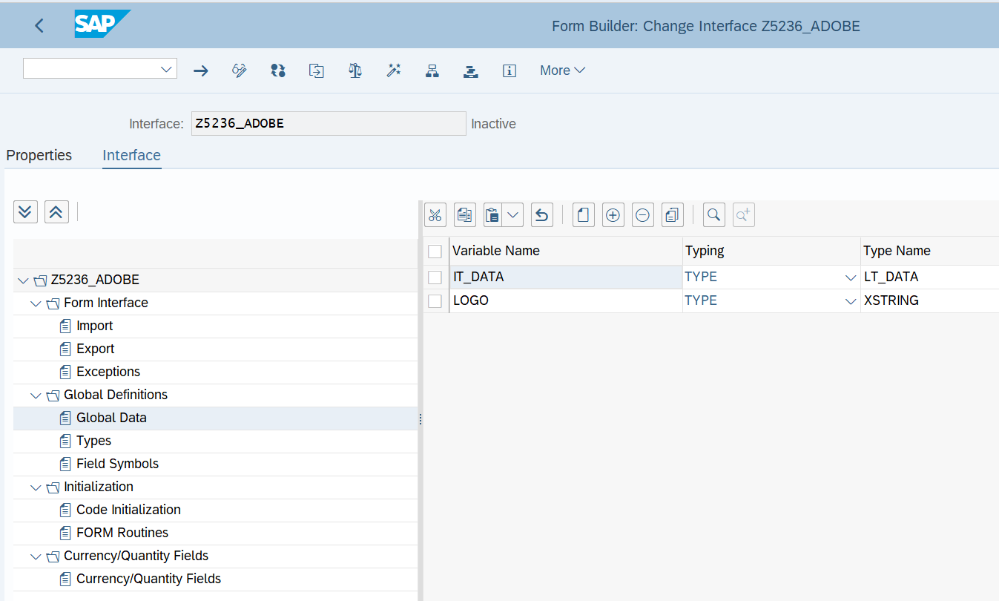 SAP
Form Builder: Change Interface Z5236_ADOBE
More
Interface: Z5236_ADOBE Inactive
Properties Interface
Variable Name Typing Type Name
IT_DATA TYPE LT_DATA
LOGO TYPE XSTRING
Z5236_ADOBE
Form Interface
Import
Export
Exceptions
Global Definitions
Global Data
Types
Field Symbols
Initialization
Code Initialization
FORM Routines
Currency/Quantity Fields
Currency/Quantity Fields